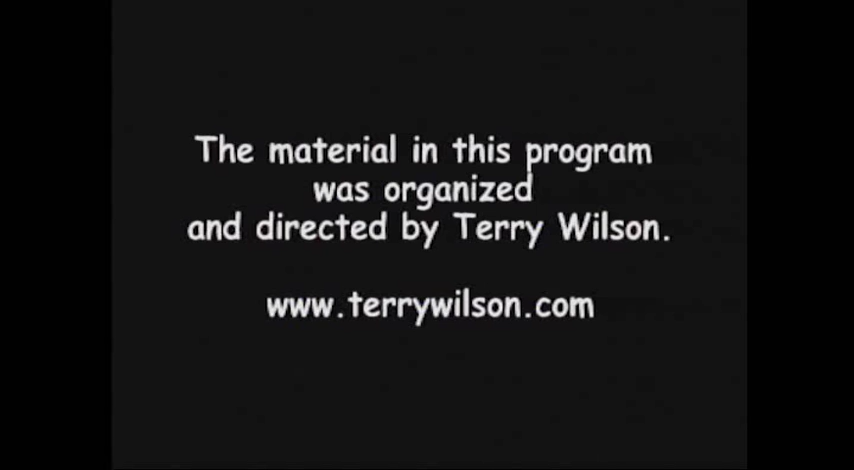 The material in this program
was organized
and directed by Terry Wilson.
www.terrywilson.com